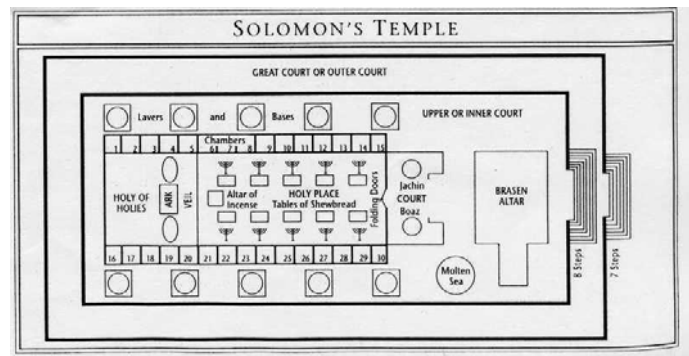 SOLOMON'S TEMPLE
GREAT COURT OR OUTER COURT
Lavers and Bases
UPPER OR INNER COURT
Chambers
1 2 3 4 5 6 7 8 9 10 11 12 13 14 15
HOLY OF
HOLIES
ARK
VEIL
Altar of
Incense
HOLY PLACE
Tables of Shewbread
Folding Doors
Jachin
COURT
Boaz
BRASEN
ALTAR
16 17 18 19 20 21 22 23 24 25 26 27 28 29 30
Molten
Sea
8 Steps
7 Steps